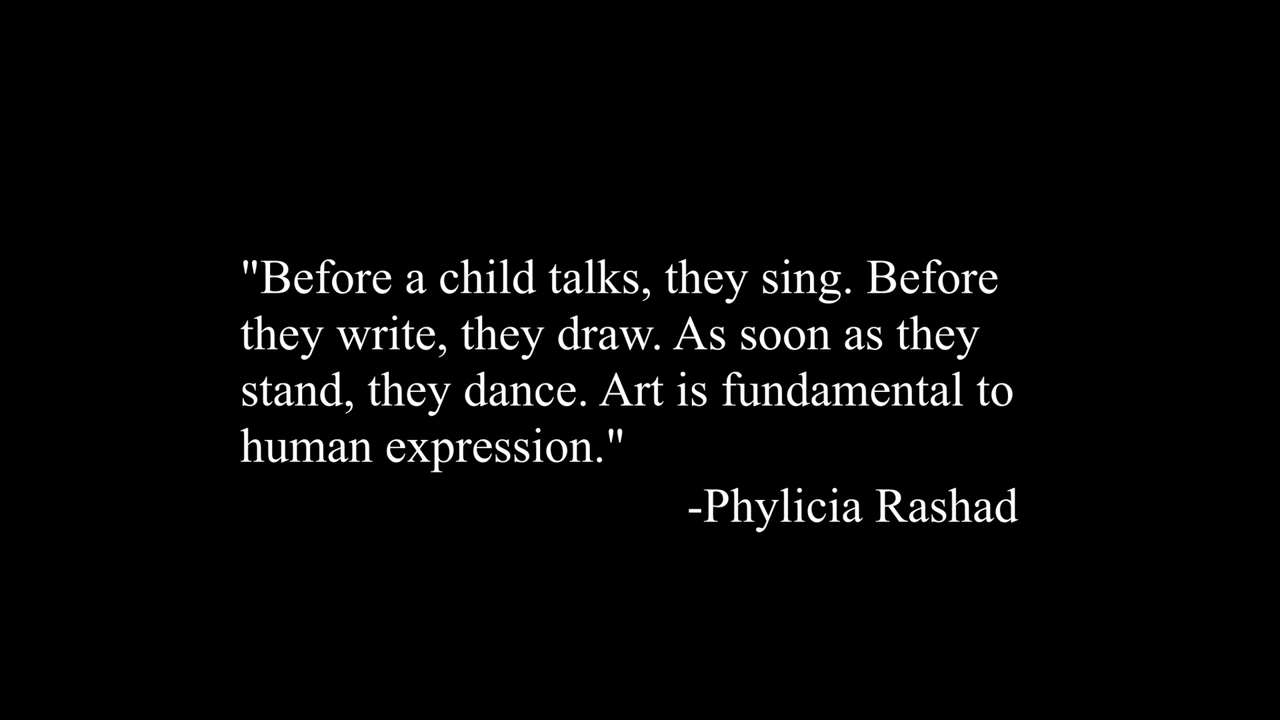 "Before a child talks, they sing. Before
they write, they draw. As soon as they
stand, they dance. Art is fundamental to
human expression."
-Phylicia Rashad